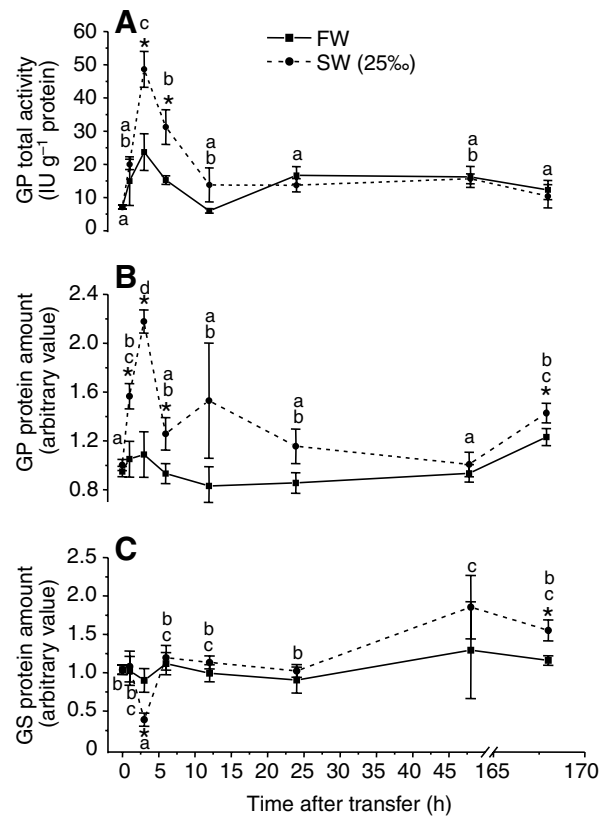 A
FW
SW (25‰)
GP total activity
(IU g⁻¹ protein)
60
50
40
30
20
10
0
c
*
b
*
a
b
a
b
a
a
b
a
a
B
GP protein amount
(arbitrary value)
2.4
2.0
1.6
1.2
0.8
d
*
b
c
*
a
a
b
*
a
b
a
b
a
b
c
*
C
GS protein amount
(arbitrary value)
2.5
2.0
1.5
1.0
0.5
0
b
b
c
*
a
b
c
b
c
b
c
b
c
*
0 5 10 15 20 25 30 35 40 45 165 170
Time after transfer (h)